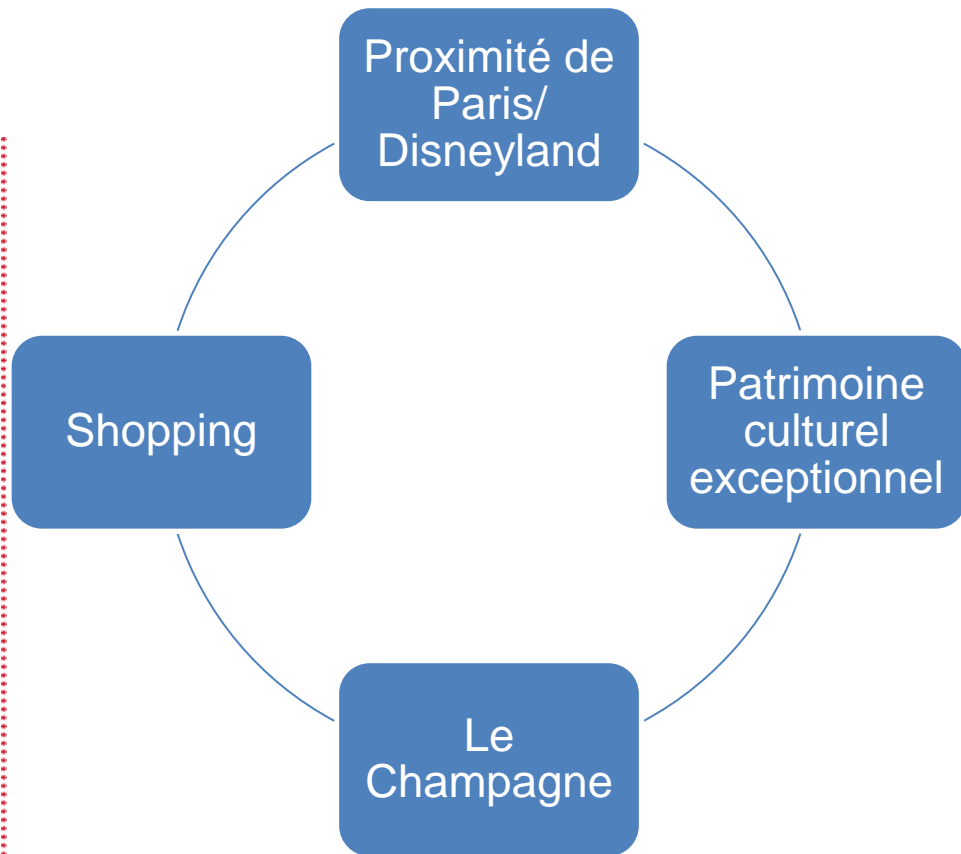 Proximité de
Paris/
Disneyland
Shopping
Patrimoine
culturel
exceptionnel
Le
Champagne